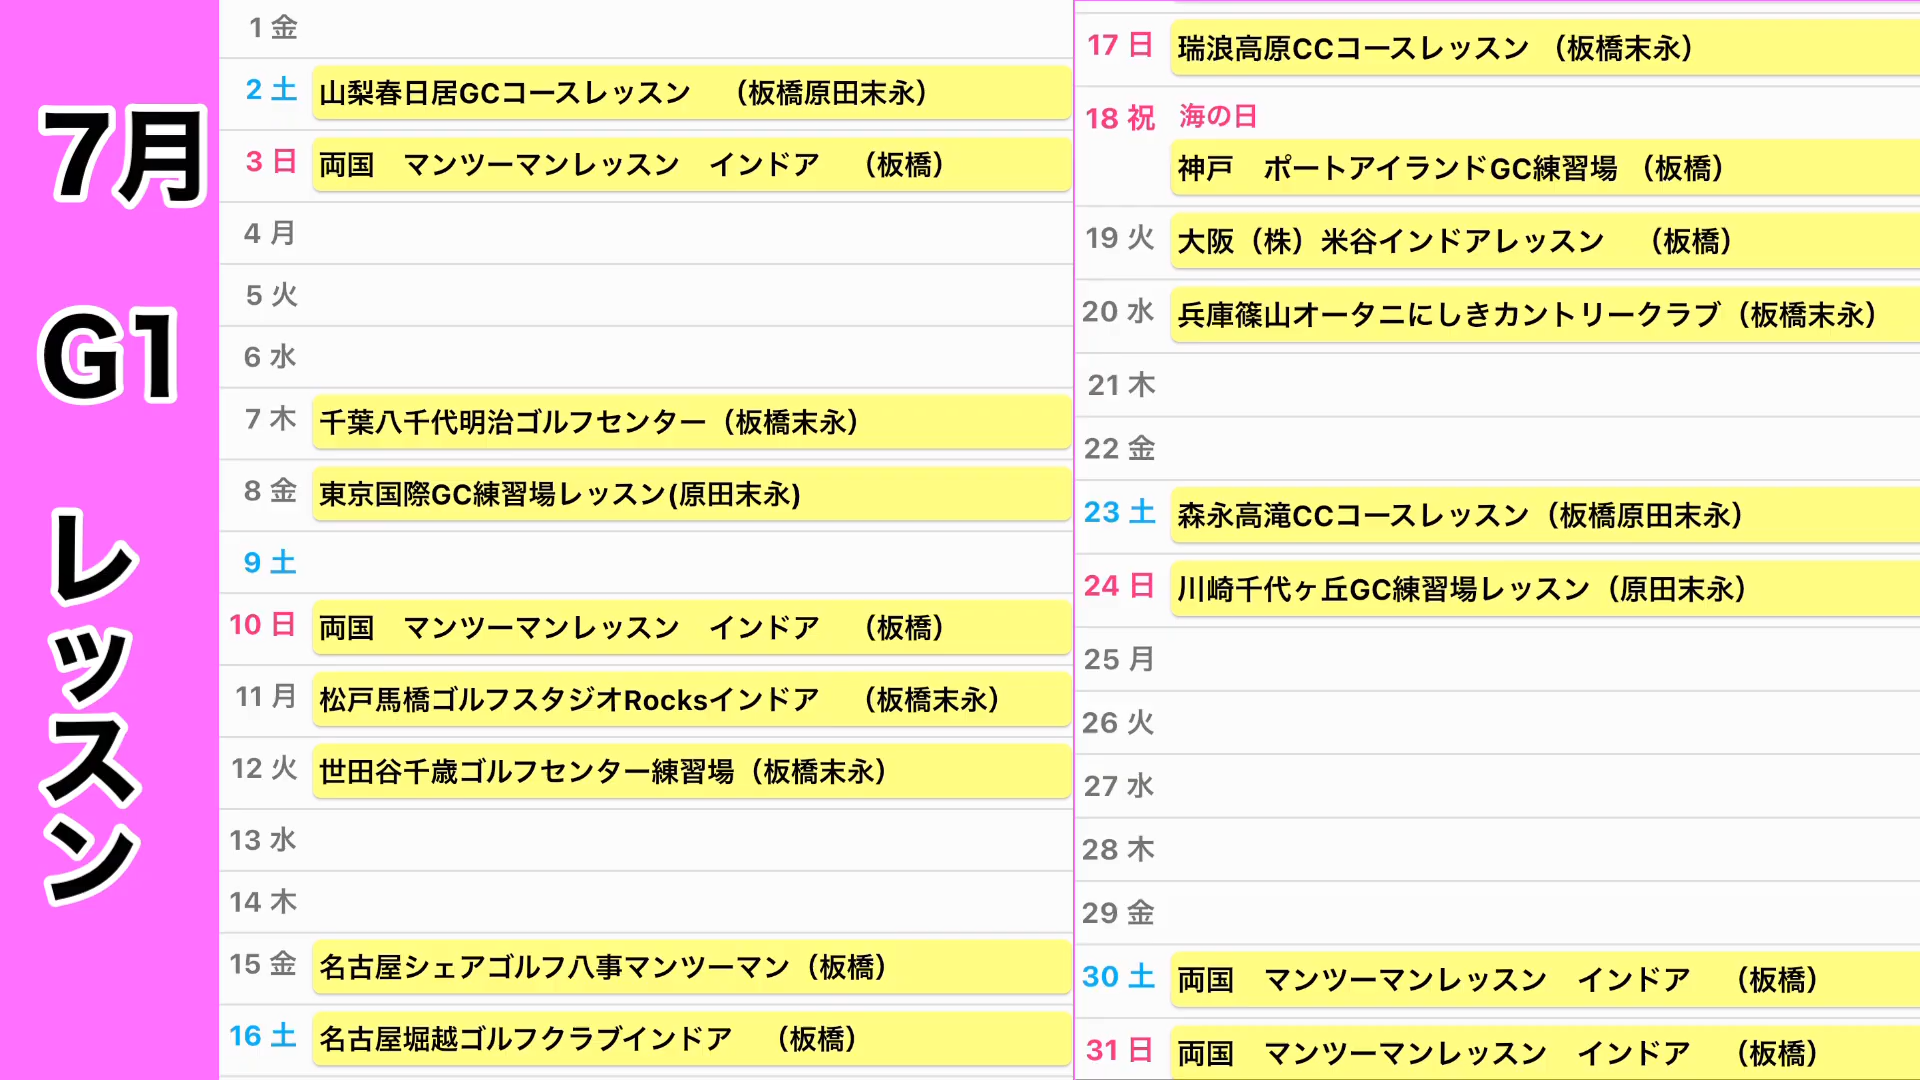 7月
G1
レッスン
1 金
2 土 山梨春日居GCコースレッスン　（板橋原田末永）
3 日 両国　マンツーマンレッスン　インドア　（板橋）
4 月
5 火
6 水
7 木 千葉八千代明治ゴルフセンター（板橋末永）
8 金 東京国際GC練習場レッスン(原田末永)
9 土
10 日 両国　マンツーマンレッスン　インドア　（板橋）
11 月 松戸馬橋ゴルフスタジオRocksインドア　（板橋末永）
12 火 世田谷千歳ゴルフセンター練習場（板橋末永）
13 水
14 木
15 金 名古屋シェアゴルフ八事マンツーマン（板橋）
16 土 名古屋堀越ゴルフクラブインドア　（板橋）
17 日 瑞浪高原CCコースレッスン （板橋末永）
18 祝 海の日
神戸　ポートアイランドGC練習場 （板橋）
19 火 大阪（株）米谷インドアレッスン　（板橋）
20 水 兵庫篠山オータニにしきカントリークラブ（板橋末永）
21 木
22 金
23 土 森永高滝CCコースレッスン（板橋原田末永）
24 日 川崎千代ヶ丘GC練習場レッスン（原田末永）
25 月
26 火
27 水
28 木
29 金
30 土 両国　マンツーマンレッスン　インドア　（板橋）
31 日 両国　マンツーマンレッスン　インドア　（板橋）